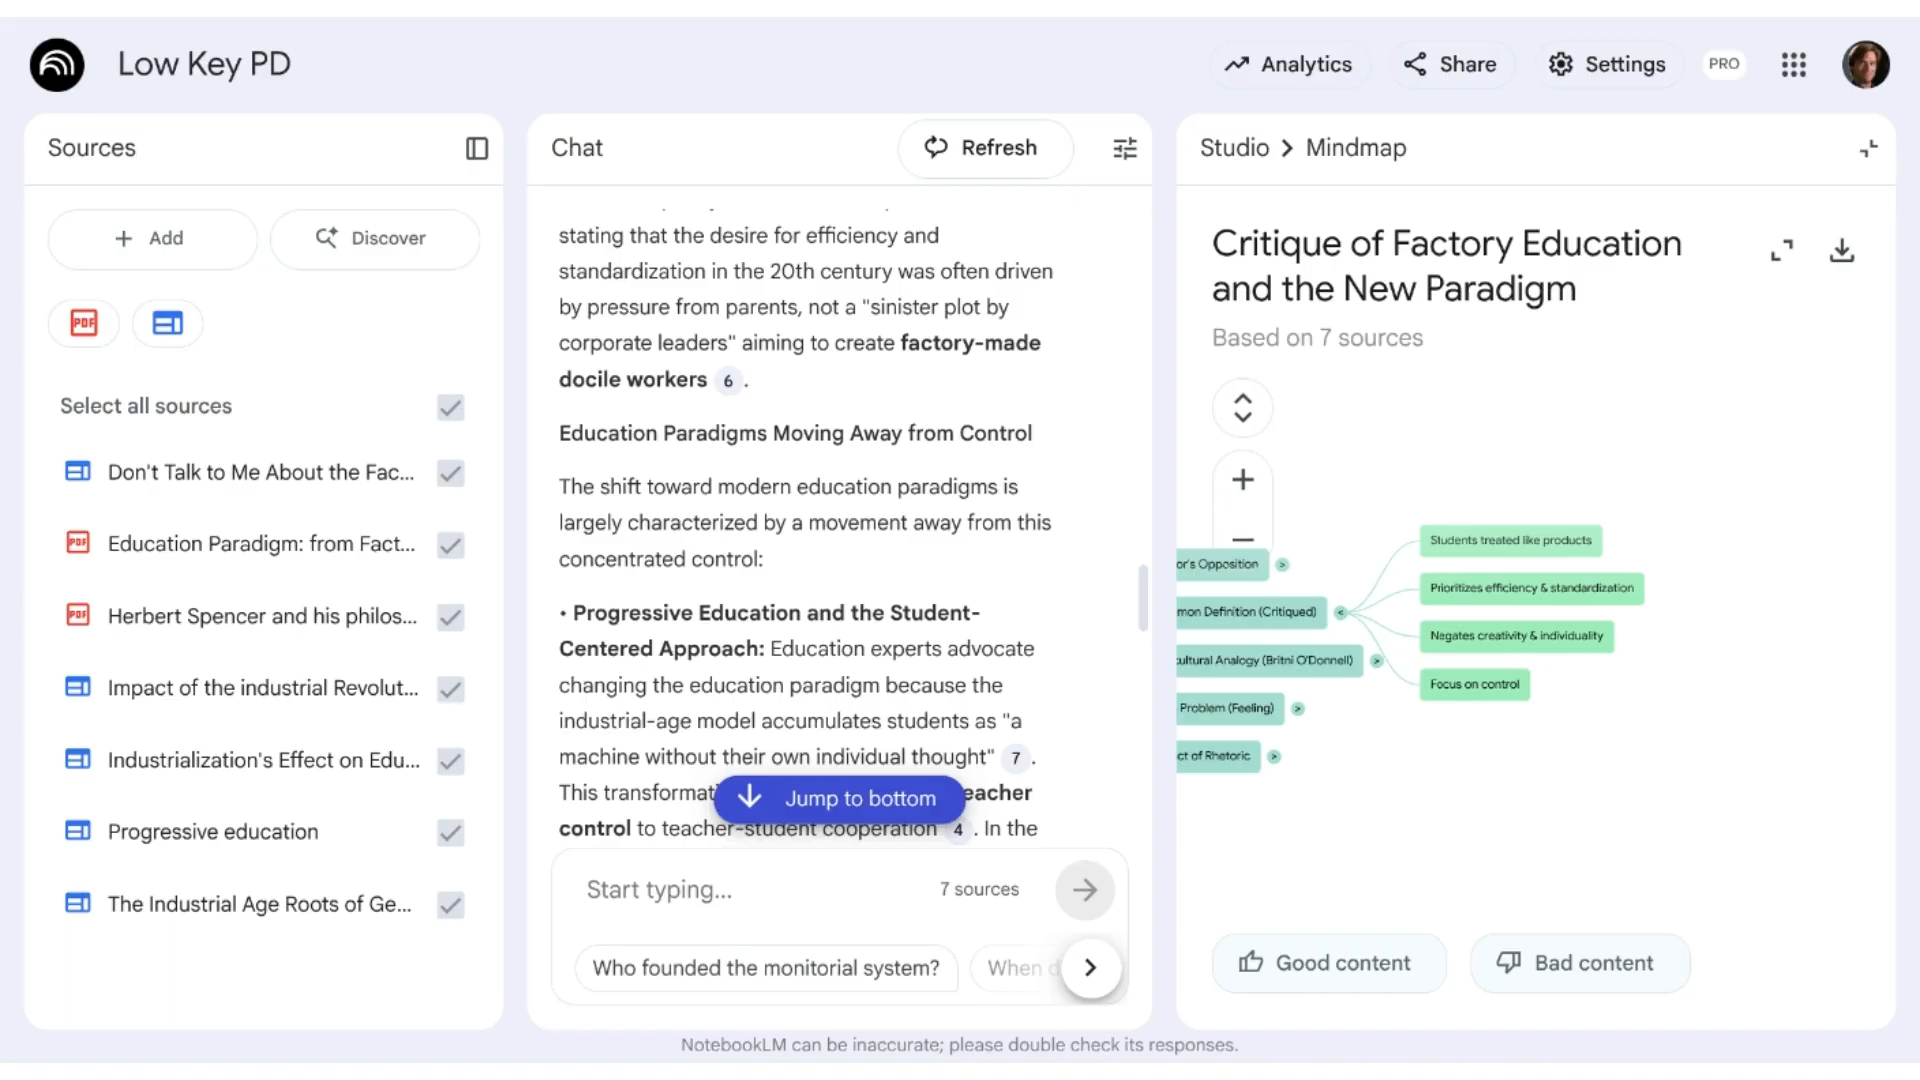 Low Key PD
Analytics
Share
Settings
PRO
Sources
Add
Discover
PDF
Select all sources
Don't Talk to Me About the Fac...
PDF
Education Paradigm: from Fact...
PDF
Herbert Spencer and his philos...
Impact of the industrial Revolut...
Industrialization's Effect on Edu...
Progressive education
The Industrial Age Roots of Ge...
Chat
Refresh
stating that the desire for efficiency and
standardization in the 20th century was often driven
by pressure from parents, not a "sinister plot by
corporate leaders" aiming to create factory-made
docile workers 6 .
Education Paradigms Moving Away from Control
The shift toward modern education paradigms is
largely characterized by a movement away from this
concentrated control:
• Progressive Education and the Student-
Centered Approach: Education experts advocate
changing the education paradigm because the
industrial-age model accumulates students as "a
machine without their own individual thought" 7 .
This transformati
eacher
Jump to bottom
control to teacher-student cooperation 4 . In the
Start typing...
7 sources
Who founded the monitorial system?
When d
Studio > Mindmap
Critique of Factory Education
and the New Paradigm
Based on 7 sources
or's Opposition >
mon Definition (Critiqued) <
cultural Analogy (Britni O'Donnell) >
Problem (Feeling) >
ct of Rhetoric >
Students treated like products
Prioritizes efficiency & standardization
Negates creativity & individuality
Focus on control
Good content
Bad content
NotebookLM can be inaccurate; please double check its responses.